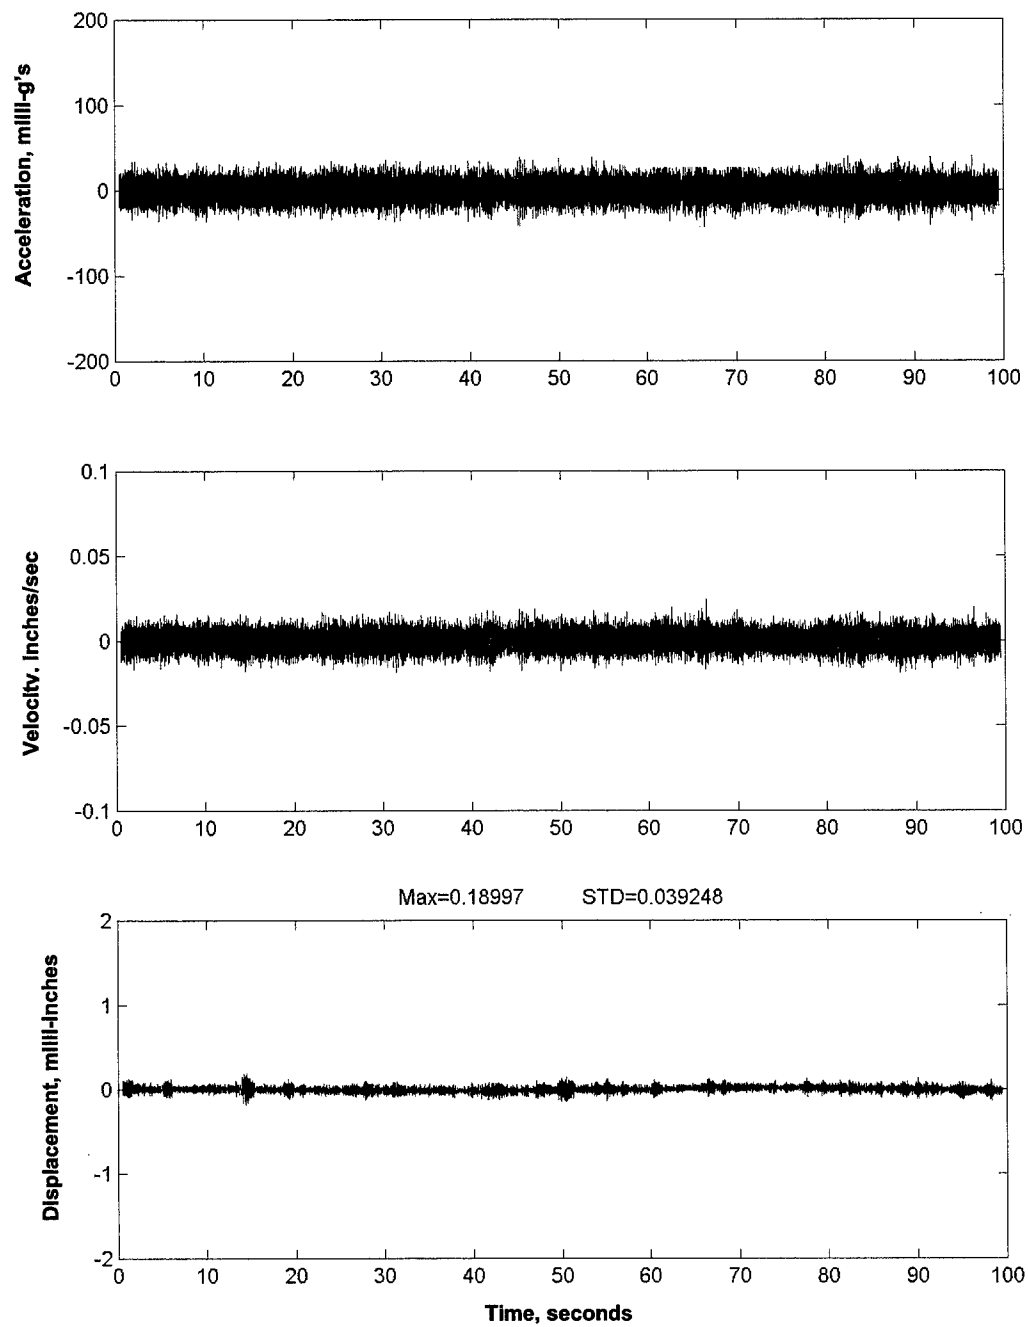 200
100
0
-100
-200
Acceleration, milli-g's
0 10 20 30 40 50 60 70 80 90 100
0.1
0.05
0
-0.05
-0.1
Velocity. Inches/sec
0 10 20 30 40 50 60 70 80 90 100
Max=0.18997 STD=0.039248
2
1
0
-1
-2
Displacement, milli-Inches
0 10 20 30 40 50 60 70 80 90 100
Time, seconds